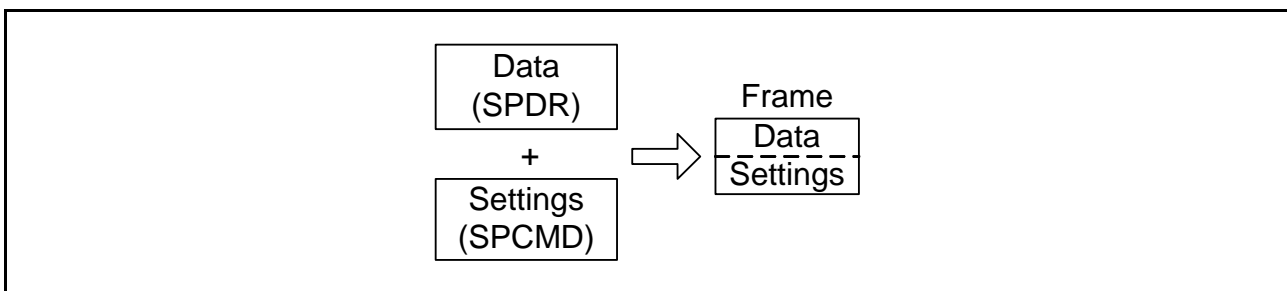 Data
(SPDR)
+
Settings
(SPCMD)
Frame
Data
Settings